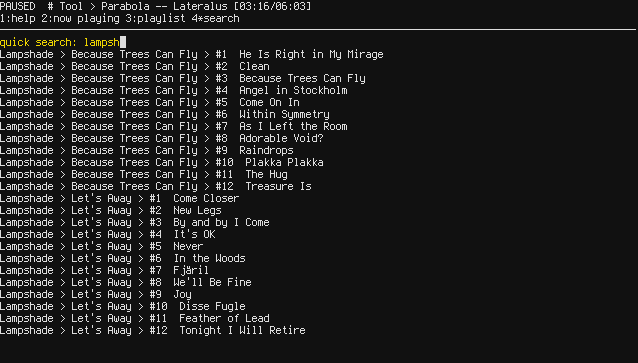 PAUSED # Tool > Parabola -- Lateralus [03:16/06:03]
1:help 2:now playing 3:playlist 4*search
quick search: lampsh
Lampshade > Because Trees Can Fly > #1 He Is Right in My Mirage
Lampshade > Because Trees Can Fly > #2 Clean
Lampshade > Because Trees Can Fly > #3 Because Trees Can Fly
Lampshade > Because Trees Can Fly > #4 Angel in Stockholm
Lampshade > Because Trees Can Fly > #5 Come On In
Lampshade > Because Trees Can Fly > #6 Within Symmetry
Lampshade > Because Trees Can Fly > #7 As I Left the Room
Lampshade > Because Trees Can Fly > #8 Adorable Void?
Lampshade > Because Trees Can Fly > #9 Raindrops
Lampshade > Because Trees Can Fly > #10 Plakka Plakka
Lampshade > Because Trees Can Fly > #11 The Hug
Lampshade > Because Trees Can Fly > #12 Treasure Is
Lampshade > Let's Away > #1 Come Closer
Lampshade > Let's Away > #2 New Legs
Lampshade > Let's Away > #3 By and by I Come
Lampshade > Let's Away > #4 It's OK
Lampshade > Let's Away > #5 Never
Lampshade > Let's Away > #6 In the Woods
Lampshade > Let's Away > #7 Fjäril
Lampshade > Let's Away > #8 We'll Be Fine
Lampshade > Let's Away > #9 Joy
Lampshade > Let's Away > #10 Disse Fugle
Lampshade > Let's Away > #11 Feather of Lead
Lampshade > Let's Away > #12 Tonight I Will Retire